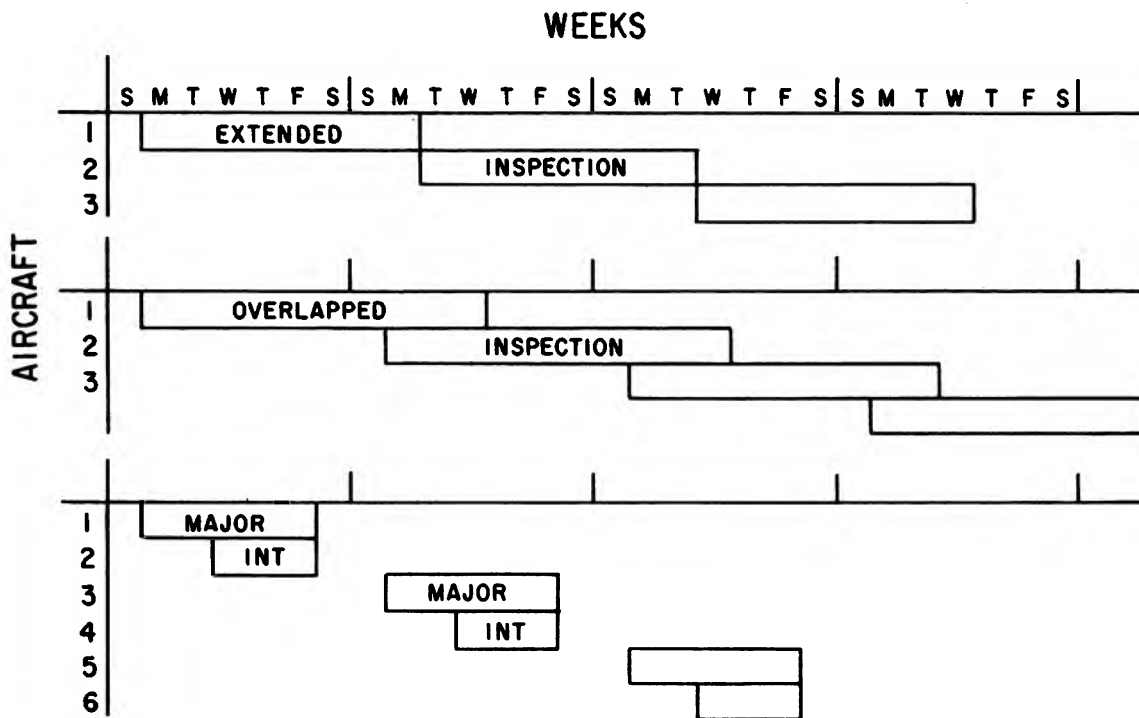 WEEKS
S M T W T F S S M T W T F S S M T W T F S S M T W T F S
AIRCRAFT
1 EXTENDED
2 INSPECTION
3
1 OVERLAPPED
2 INSPECTION
3
1 MAJOR
2 INT
3 MAJOR
4 INT
5
6